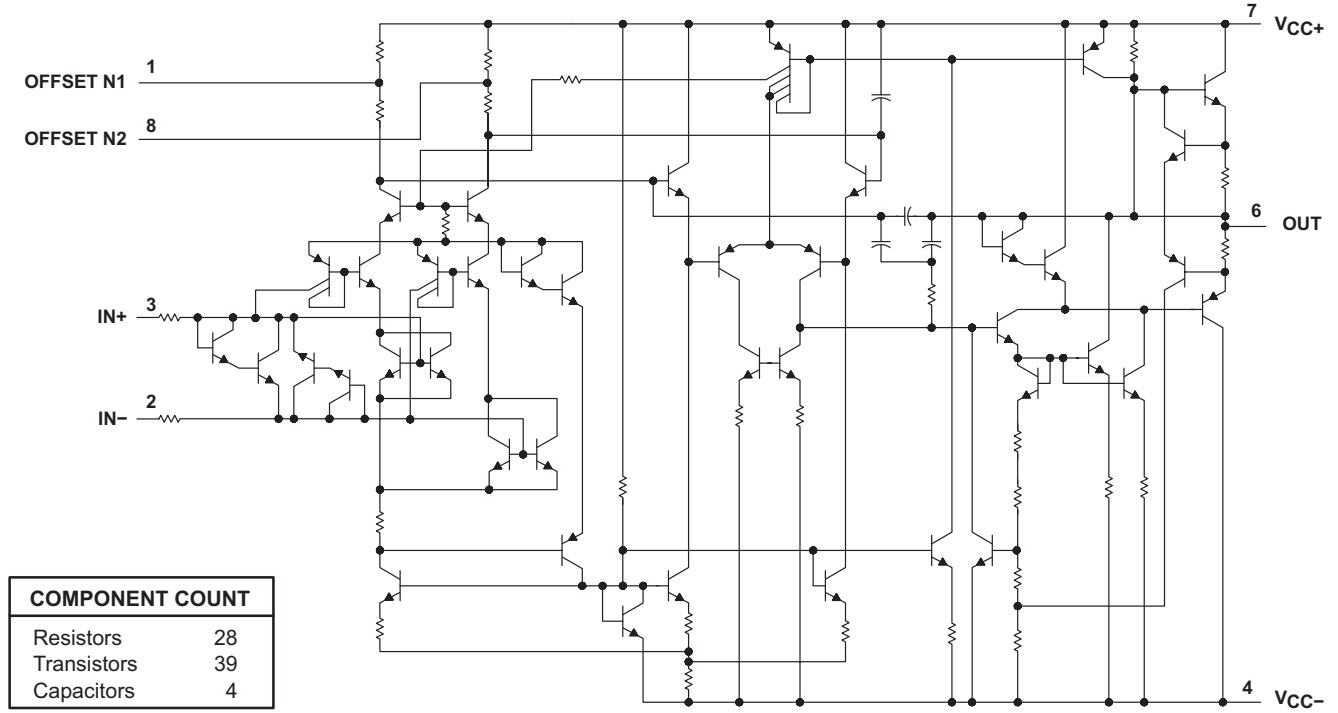 7
VCC+
1
OFFSET N1
8
OFFSET N2
6
OUT
3
IN+
2
IN−
COMPONENT COUNT
Resistors 28
Transistors 39
Capacitors 4
4
VCC−